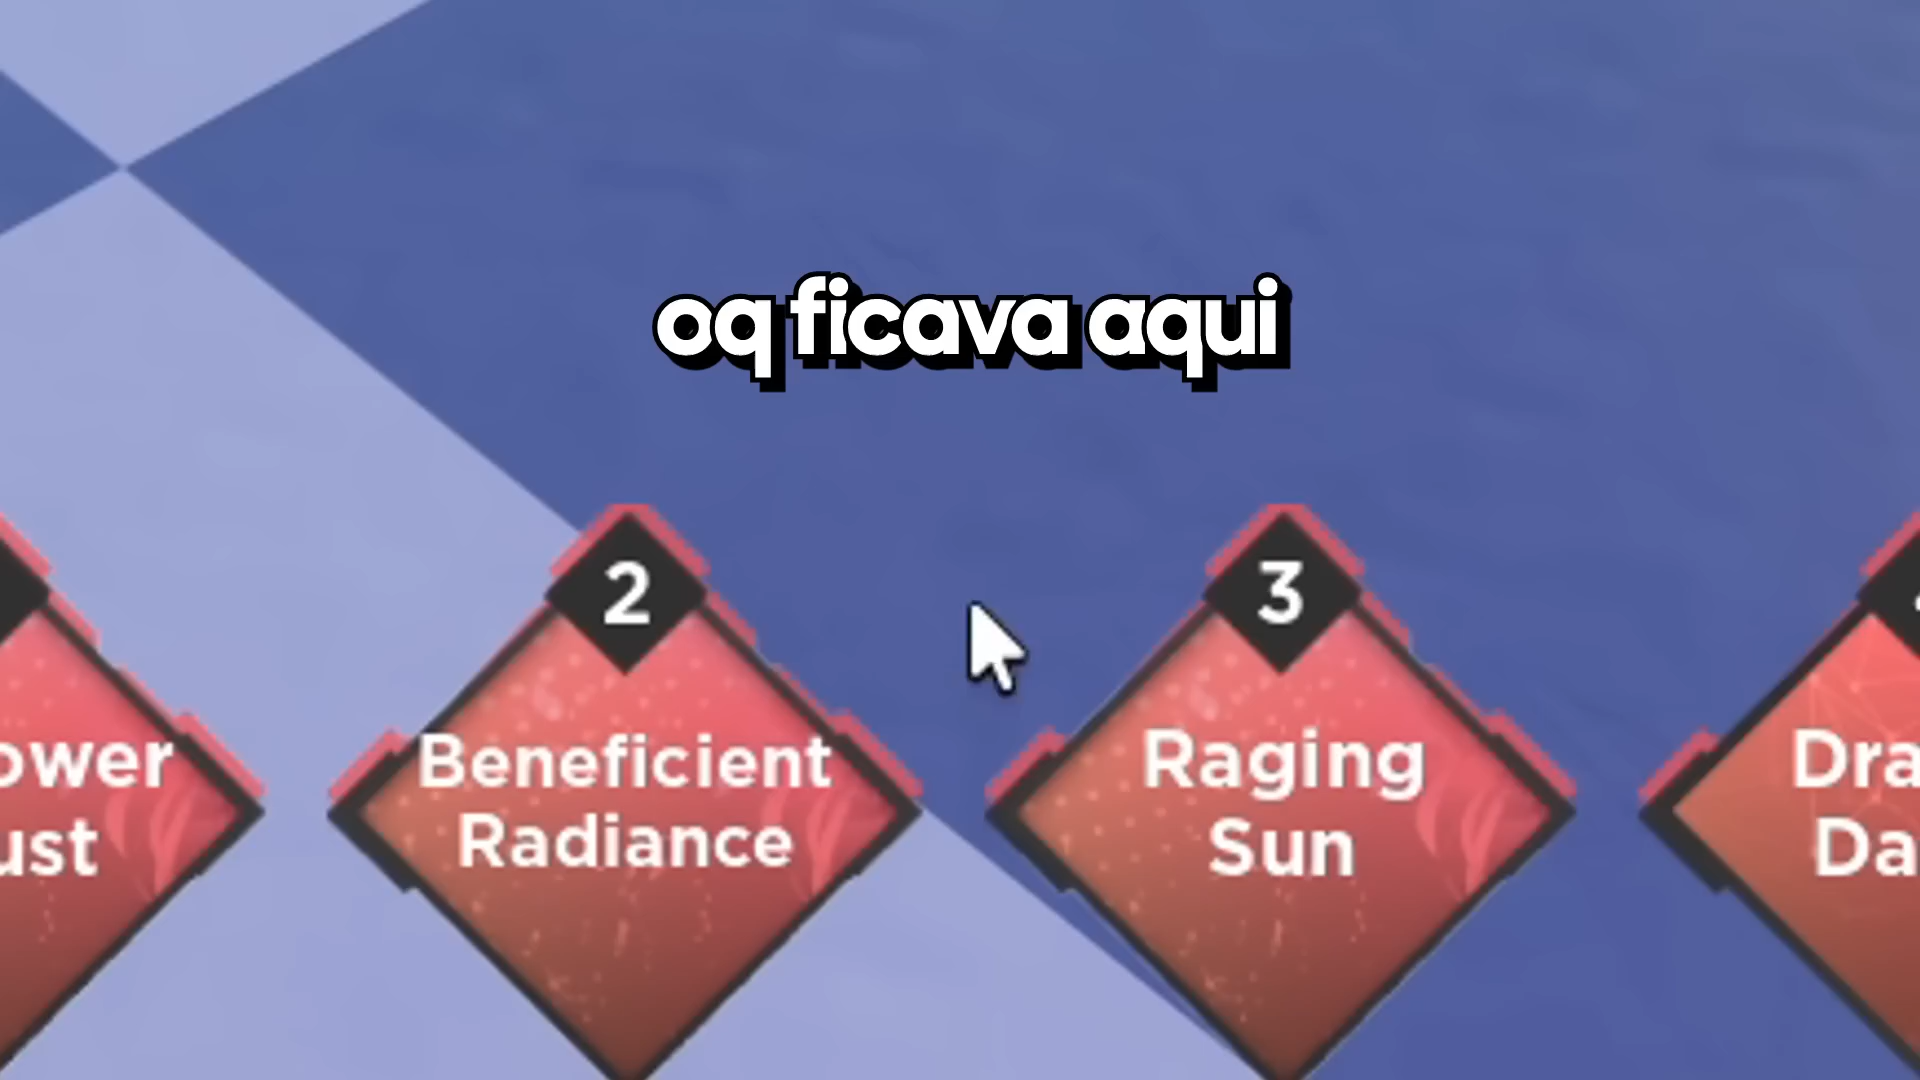 oq ficava aqui
2
3
Beneficient
Radiance
Raging
Sun